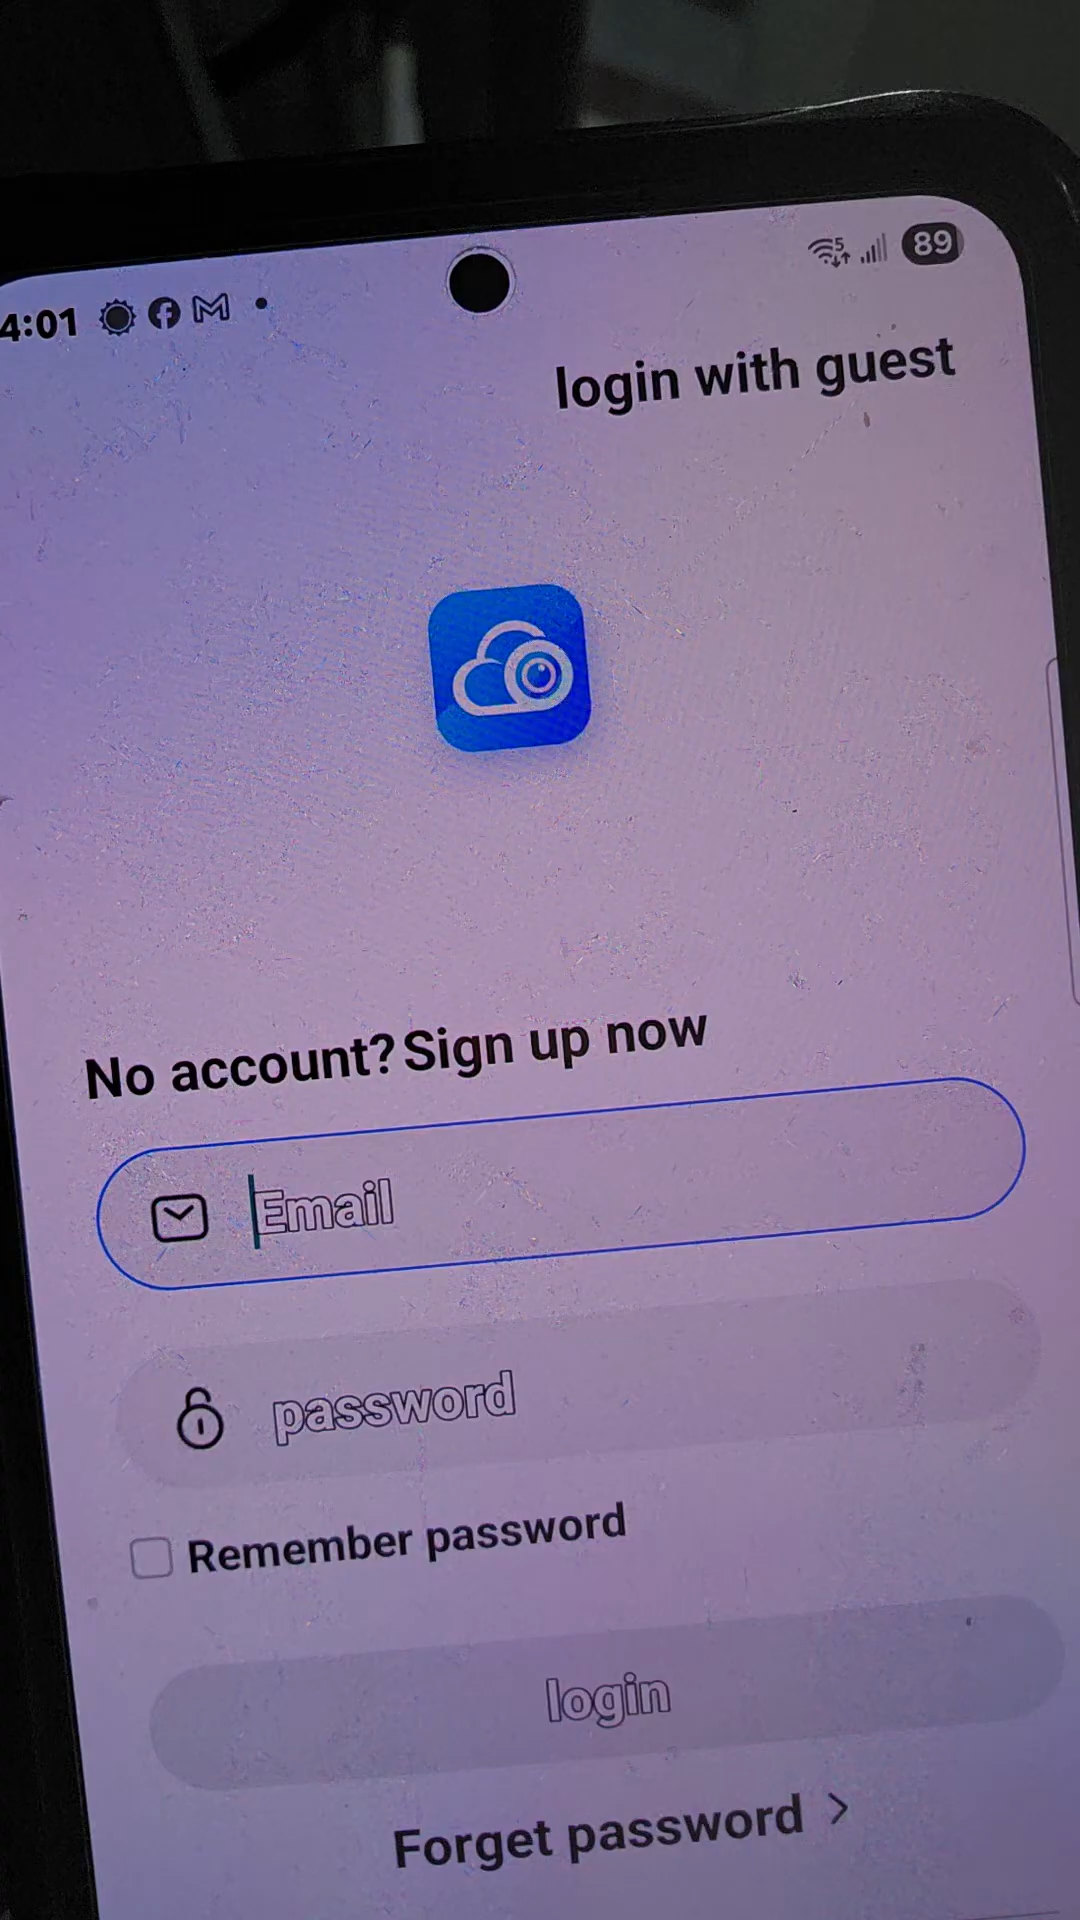 4:01
89
login with guest
No account? Sign up now
Email
password
Remember password
login
Forget password